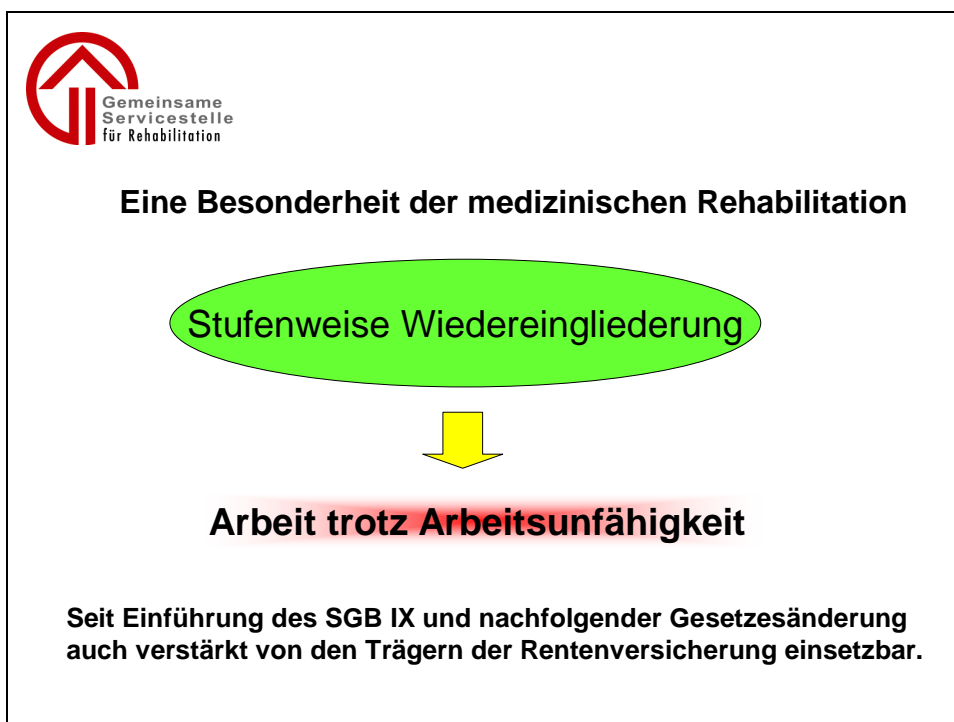 Gemeinsame
Servicestelle
für Rehabilitation
Eine Besonderheit der medizinischen Rehabilitation
Stufenweise Wiedereingliederung
Arbeit trotz Arbeitsunfähigkeit
Seit Einführung des SGB IX und nachfolgender Gesetzesänderung
auch verstärkt von den Trägern der Rentenversicherung einsetzbar.